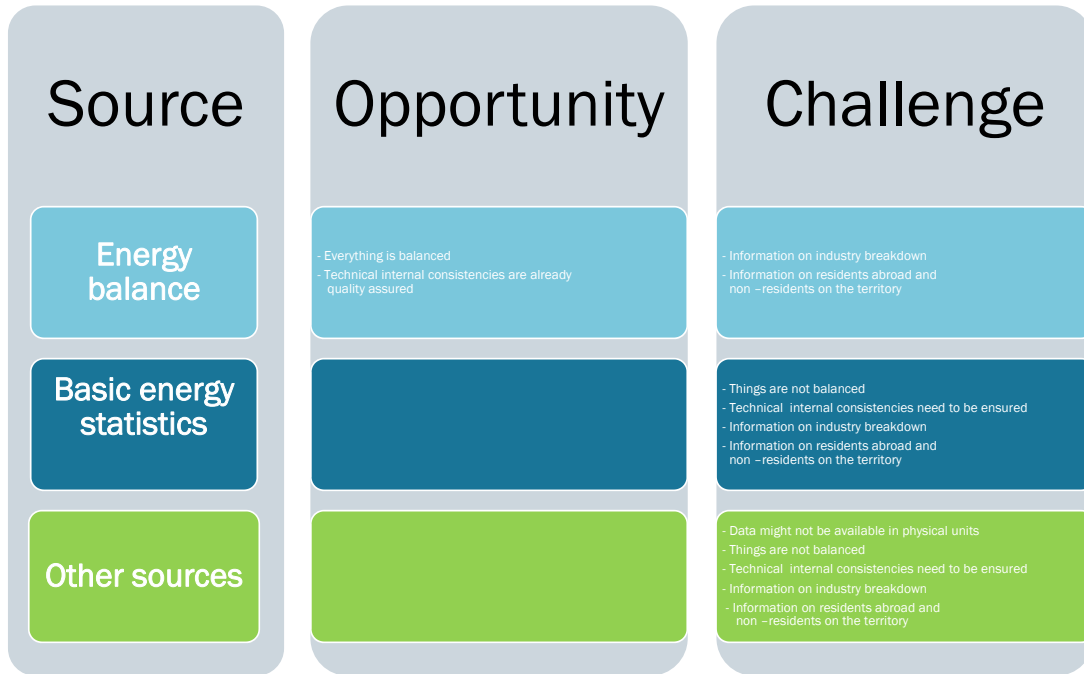 Source
Opportunity
Challenge
Energy
balance
- Everything is balanced
- Technical internal consistencies are already
quality assured
- Information on industry breakdown
- Information on residents abroad and
non –residents on the territory
Basic energy
statistics
- Things are not balanced
- Technical  internal consistencies need to be ensured
- Information on industry breakdown
- Information on residents abroad and
non –residents on the territory
Other sources
- Data might not be available in physical units
- Things are not balanced
- Technical  internal consistencies need to be ensured
- Information on industry breakdown
- Information on residents abroad and
non –residents on the territory